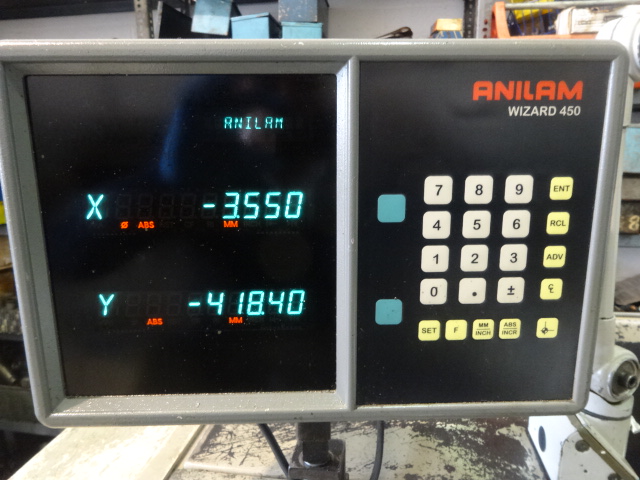 ANILAM
X -3.550
Ø ABS MM
Y -418.40
ABS MM
ANILAM
WIZARD 450
7 8 9 ENT
4 5 6 RCL
1 2 3 ADV
0 . ± ℄
SET F MM/INCH ABS/INCR